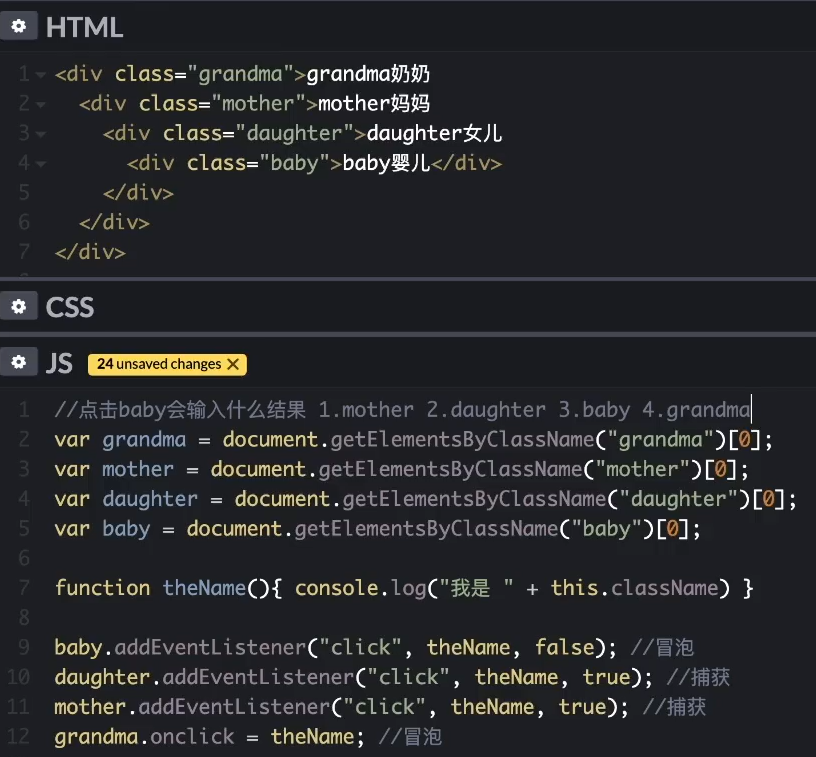 HTML
1 <div class="grandma">grandma奶奶
2 <div class="mother">mother妈妈
3 <div class="daughter">daughter女儿
4 <div class="baby">baby婴儿</div>
5 </div>
6 </div>
7 </div>
CSS
JS 24 unsaved changes X
1 //点击baby会输入什么结果 1.mother 2.daughter 3.baby 4.grandma
2 var grandma = document.getElementsByClassName("grandma")[0];
3 var mother = document.getElementsByClassName("mother")[0];
4 var daughter = document.getElementsByClassName("daughter")[0];
5 var baby = document.getElementsByClassName("baby")[0];
6
7 function theName(){ console.log("我是 " + this.className) }
8
9 baby.addEventListener("click", theName, false); //冒泡
10 daughter.addEventListener("click", theName, true); //捕获
11 mother.addEventListener("click", theName, true); //捕获
12 grandma.onclick = theName; //冒泡